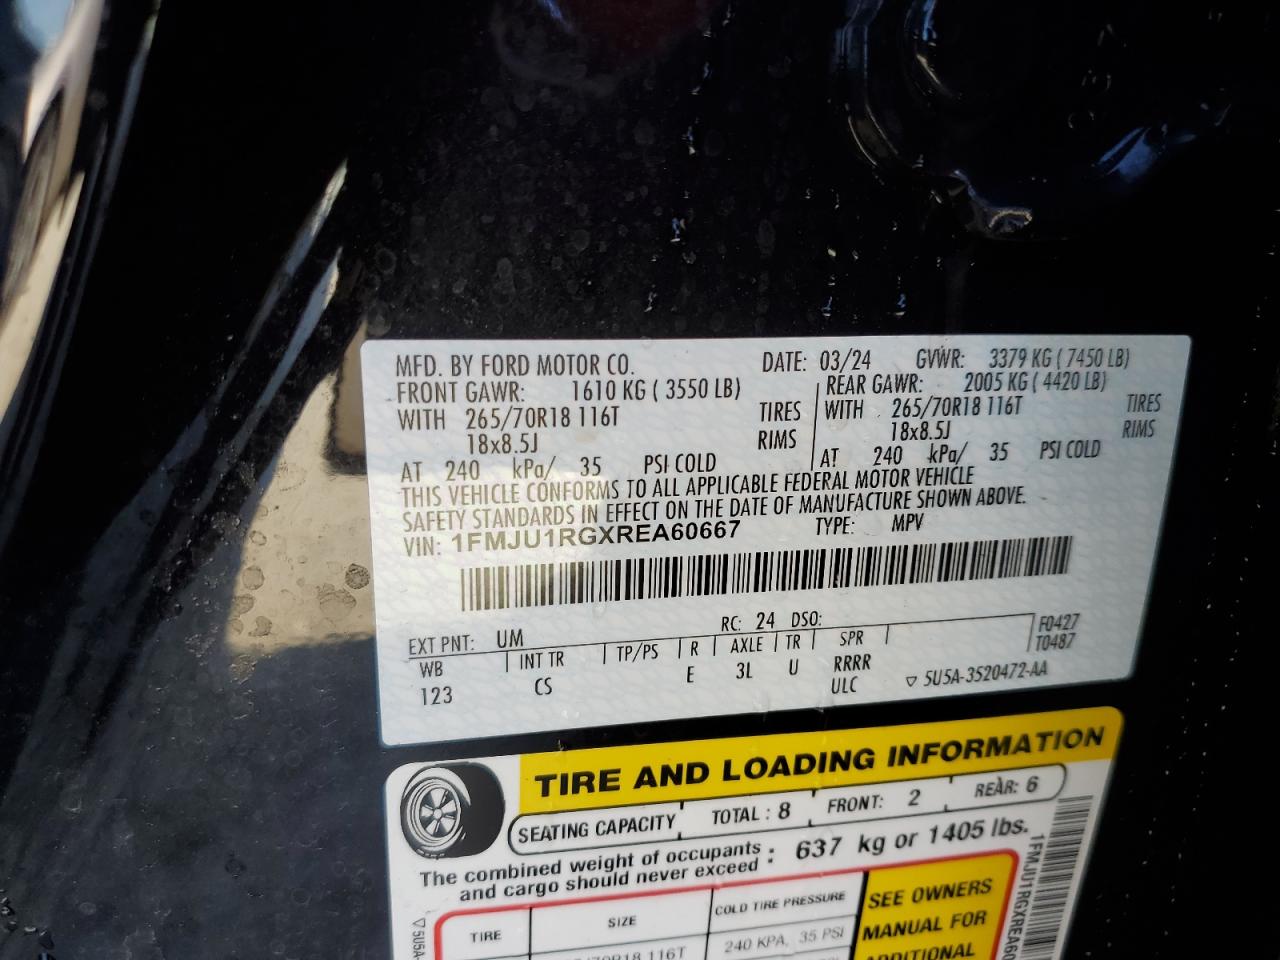 MFD. BY FORD MOTOR CO. DATE: 03/24 GVWR: 3379 KG ( 7450 LB)
FRONT GAWR: 1610 KG ( 3550 LB) REAR GAWR: 2005 KG ( 4420 LB)
WITH 265/70R18 116T TIRES WITH 265/70R18 116T TIRES
18x8.5J RIMS 18x8.5J RIMS
AT 240 kPa/ 35 PSI COLD AT 240 kPa/ 35 PSI COLD
THIS VEHICLE CONFORMS TO ALL APPLICABLE FEDERAL MOTOR VEHICLE
SAFETY STANDARDS IN EFFECT ON THE DATE OF MANUFACTURE SHOWN ABOVE.
VIN: 1FMJU1RGXREA60667 TYPE: MPV
EXT PNT: UM RC: 24 DSO: F0427
WB INT TR TP/PS R AXLE TR SPR T0487
123 CS E 3L U RRRR
ULC ▽ 5U5A-3520472-AA
TIRE AND LOADING INFORMATION
SEATING CAPACITY TOTAL : 8 FRONT: 2 REAR: 6
The combined weight of occupants
and cargo should never exceed : 637 kg or 1405 lbs.
TIRE SIZE COLD TIRE PRESSURE
70R18 116T 240 KPA, 35 PSI
SEE OWNERS
MANUAL FOR
ADDITIONAL
1FMJU1RGXREA60
▽ 5U5A-